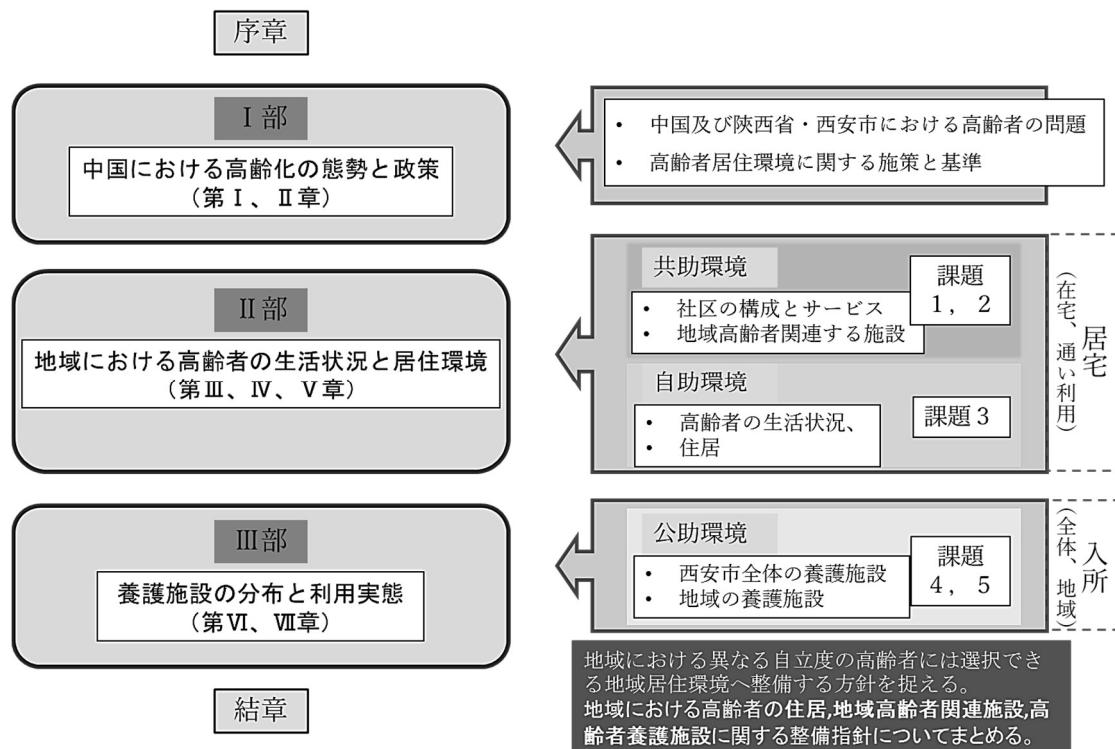 序章
Ⅰ部
中国における高齢化の態勢と政策
（第Ⅰ、Ⅱ章）
• 中国及び陝西省・西安市における高齢者の問題
• 高齢者居住環境に関する施策と基準
Ⅱ部
地域における高齢者の生活状況と居住環境
（第Ⅲ、Ⅳ、Ⅴ章）
共助環境
• 社区の構成とサービス
• 地域高齢者関連する施設
課題
1，2
自助環境
• 高齢者の生活状況、
• 住居
課題3
居宅
（在宅、通い利用）
Ⅲ部
養護施設の分布と利用実態
（第Ⅵ、Ⅶ章）
公助環境
• 西安市全体の養護施設
• 地域の養護施設
課題
4，5
入所
（全体、地域）
結章
地域における異なる自立度の高齢者には選択でき
る地域居住環境へ整備する方針を捉える。
地域における高齢者の住居,地域高齢者関連施設,高
齢者養護施設に関する整備指針についてまとめる。